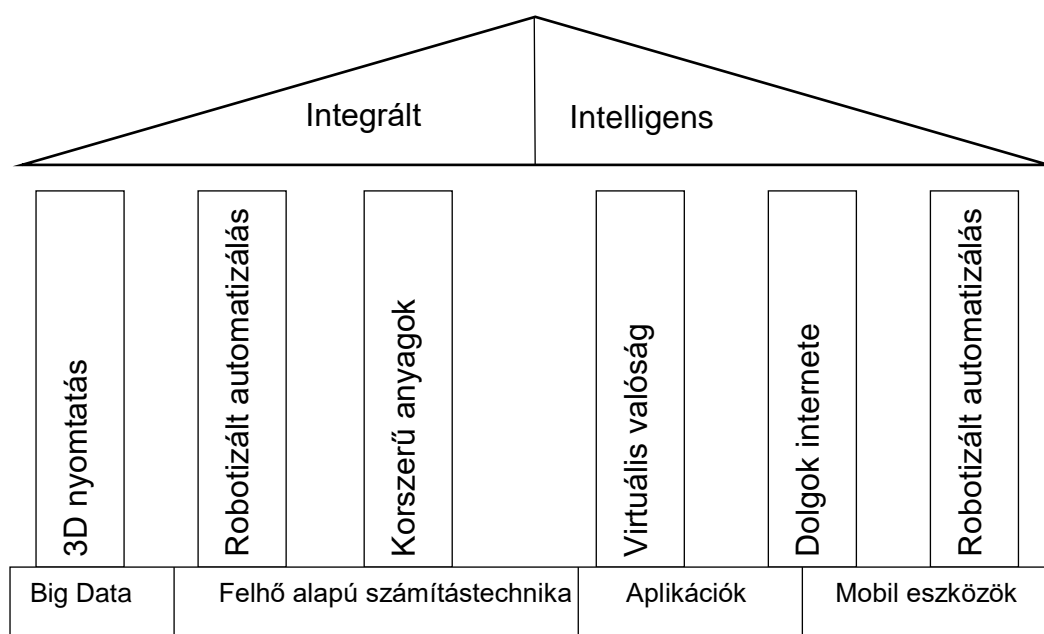 Integrált
Intelligens
3D nyomtatás
Robotizált automatizálás
Korszerű anyagok
Virtuális valóság
Dolgok internete
Robotizált automatizálás
Big Data
Felhő alapú számítástechnika
Aplikációk
Mobil eszközök